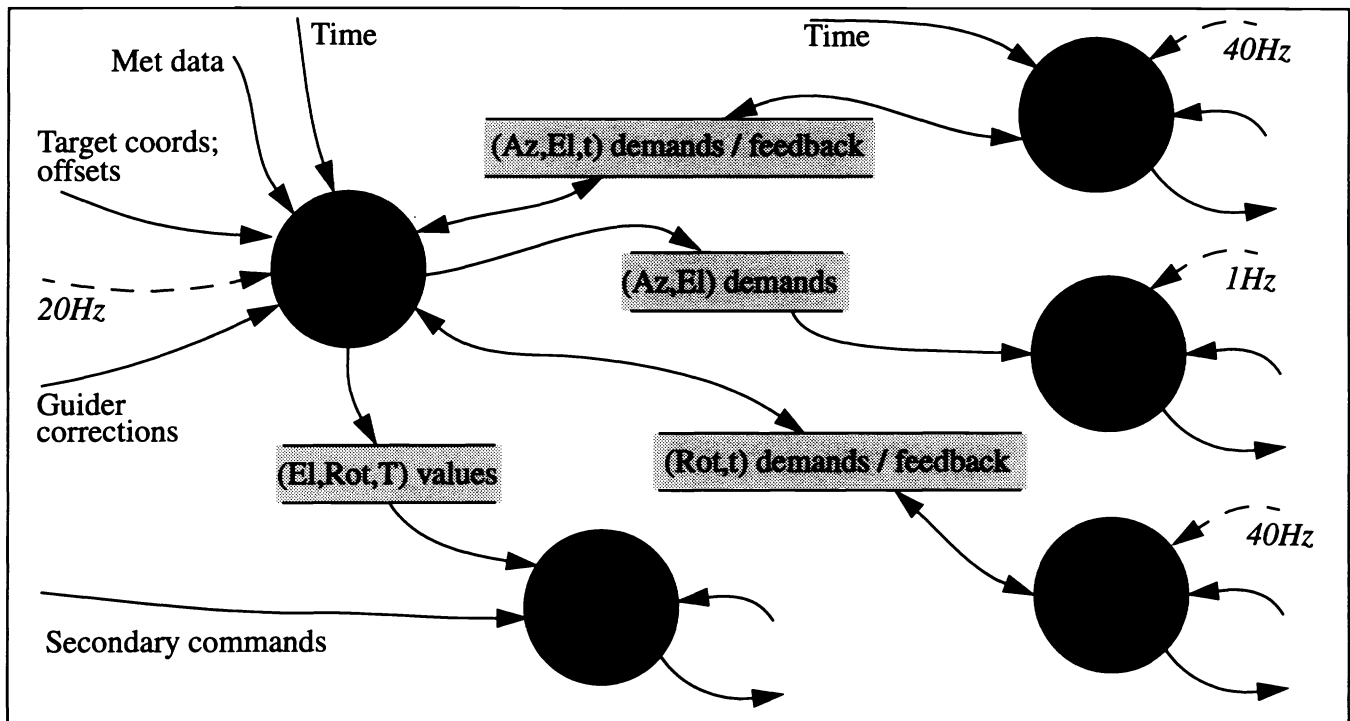 Time
Time
Met data
40Hz
Target coords;
offsets
(Az,El,t) demands / feedback
20Hz
(Az,El) demands
1Hz
Guider
corrections
(El,Rot,T) values
(Rot,t) demands / feedback
40Hz
Secondary commands